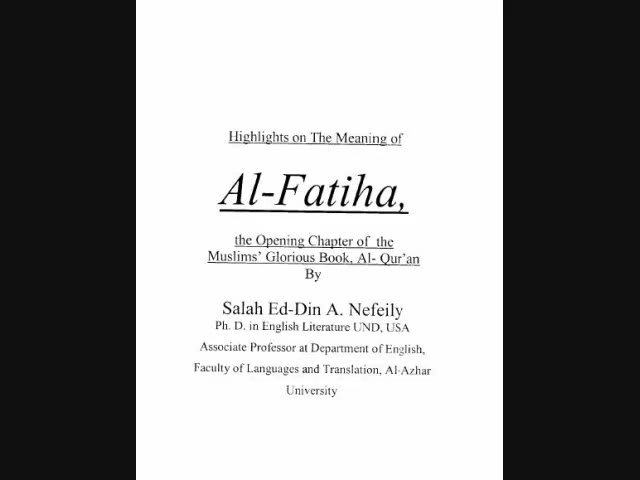 Highlights on The Meaning of
Al-Fatiha,
the Opening Chapter of the
Muslims' Glorious Book, Al- Qur'an
By
Salah Ed-Din A. Nefeily
Ph. D. in English Literature UND, USA
Associate Professor at Department of English,
Faculty of Languages and Translation, Al-Azhar
University